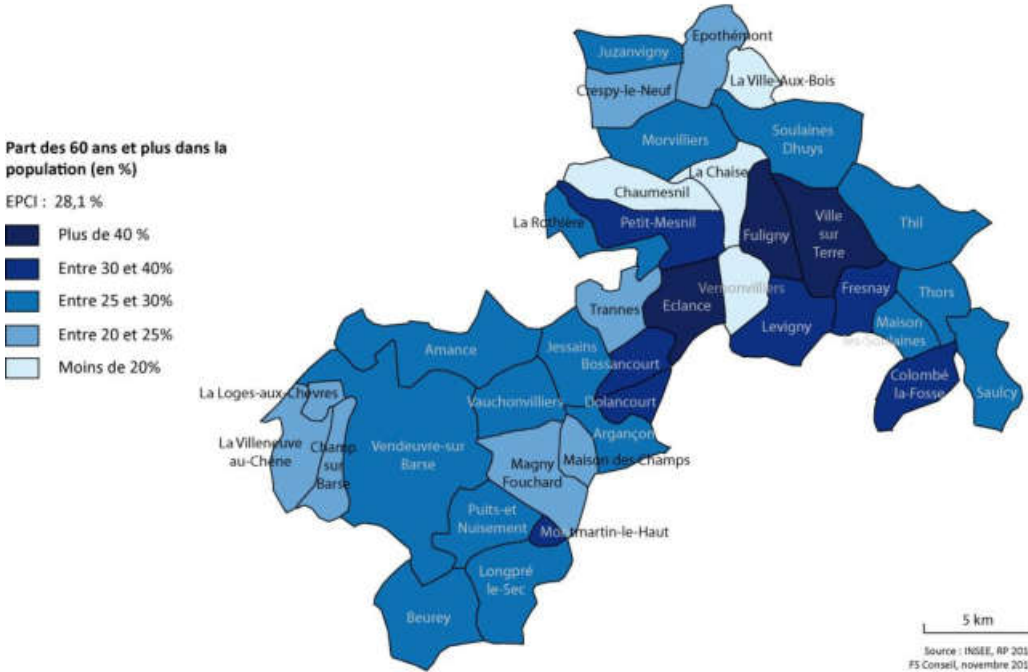 Part des 60 ans et plus dans la
population (en %)
EPCI : 28,1 %
Plus de 40 %
Entre 30 et 40%
Entre 25 et 30%
Entre 20 et 25%
Moins de 20%
Epothémont
Juzanvigny
La Ville-Aux-Bois
Crespy-le-Neuf
Morvilliers
Soulaines
Dhuys
La Chaise
Chaumesnil
La Rothière
Petit-Mesnil
Fuligny
Ville
sur
Terre
Thil
Vernonvilliers
Fresnay
Thors
Trannes
Eclance
Levigny
Maison
les-Soulaines
Amance
Jessains
Bossancourt
Colombé
la-Fosse
Saulcy
La Loges-aux-Chèvres
Vauchonvilliers
Dolancourt
La Villeneuve
au-Chêne
Champ
sur
Barse
Vendeuvre-sur
Barse
Argançon
Magny
Fouchard
Maison des-Champs
Puits-et
Nuisement
Montmartin-le-Haut
Longpré
le-Sec
Beurey
5 km
Source : INSEE, RP 201
FS Conseil, novembre 201